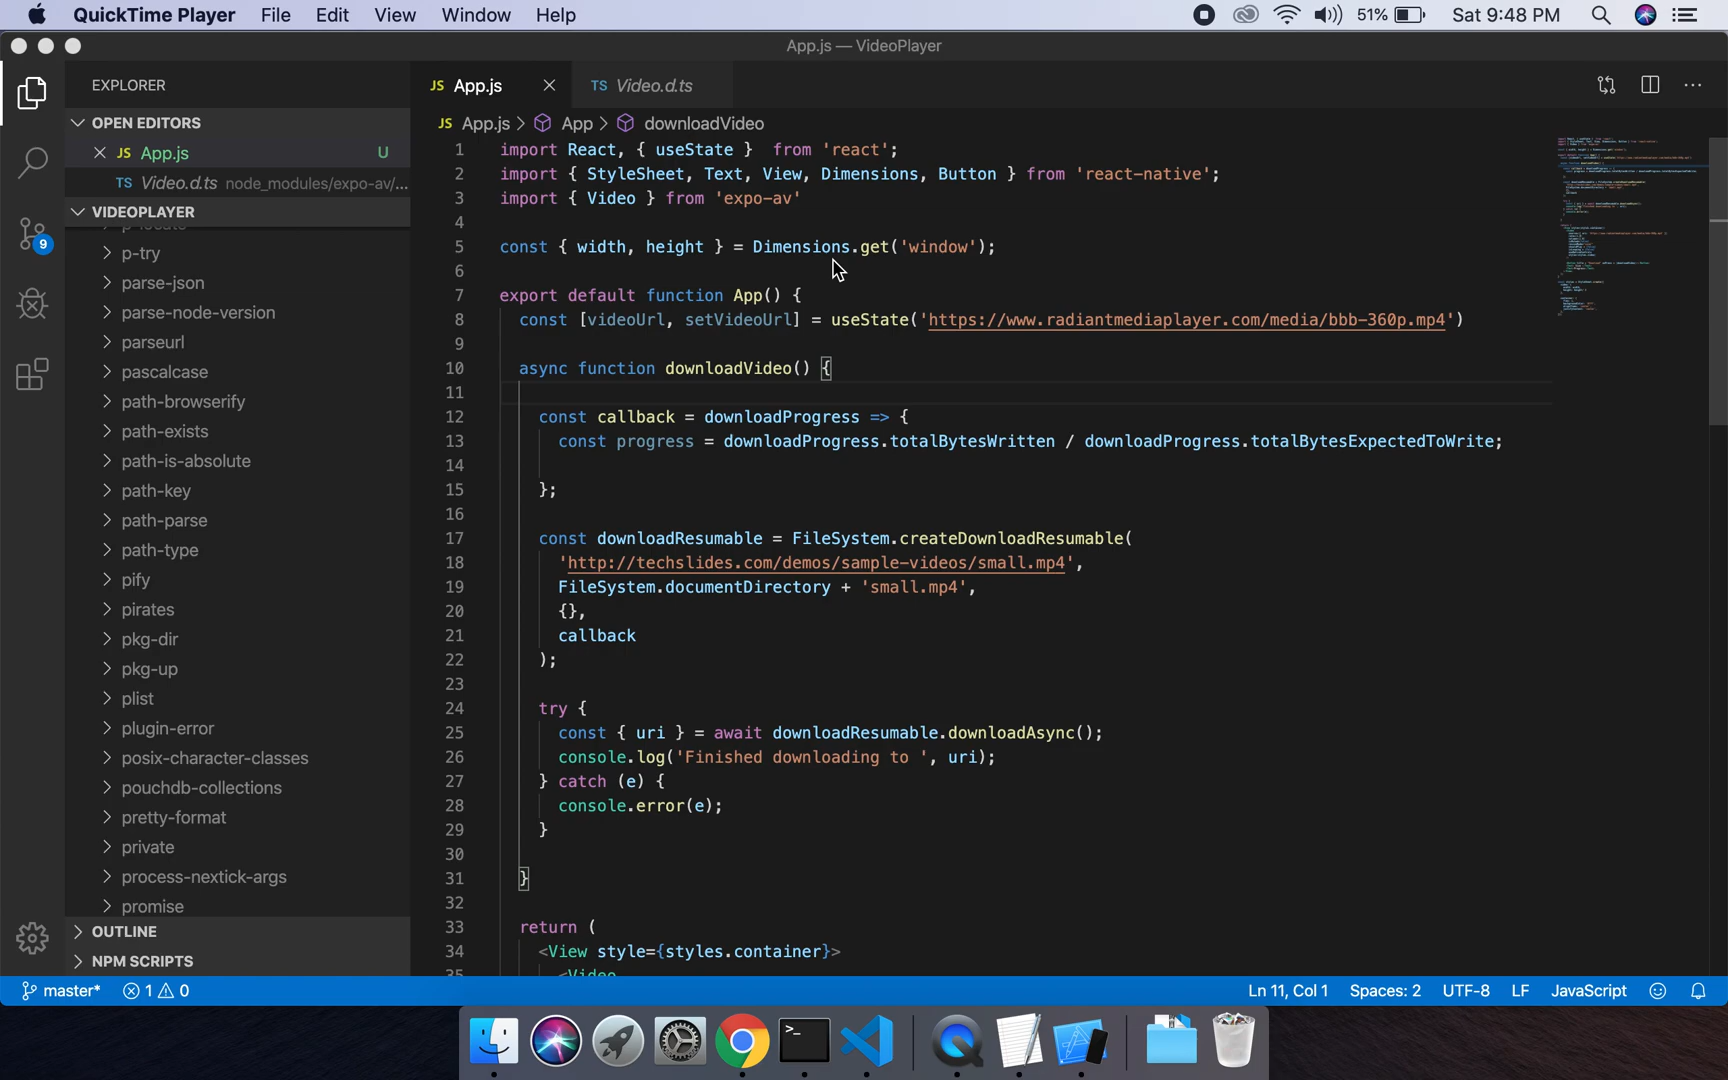 QuickTime Player File Edit View Window Help 51% Sat 9:48 PM
App.js — VideoPlayer
EXPLORER
OPEN EDITORS
JS App.js U
TS Video.d.ts node_modules/expo-av/...
VIDEOPLAYER
p-try
parse-json
parse-node-version
parseurl
pascalcase
path-browserify
path-exists
path-is-absolute
path-key
path-parse
path-type
pify
pirates
pkg-dir
pkg-up
plist
plugin-error
posix-character-classes
pouchdb-collections
pretty-format
private
process-nextick-args
promise
OUTLINE
NPM SCRIPTS
9
JS App.js TS Video.d.ts
JS App.js > App > downloadVideo
1 import React, { useState }  from 'react';
2 import { StyleSheet, Text, View, Dimensions, Button } from 'react-native';
3 import { Video } from 'expo-av'
4
5 const { width, height } = Dimensions.get('window');
6
7 export default function App() {
8 const [videoUrl, setVideoUrl] = useState('https://www.radiantmediaplayer.com/media/bbb-360p.mp4')
9
10 async function downloadVideo() {
11
12 const callback = downloadProgress => {
13 const progress = downloadProgress.totalBytesWritten / downloadProgress.totalBytesExpectedToWrite;
14
15 };
16
17 const downloadResumable = FileSystem.createDownloadResumable(
18 'http://techslides.com/demos/sample-videos/small.mp4',
19 FileSystem.documentDirectory + 'small.mp4',
20 {},
21 callback
22 );
23
24 try {
25 const { uri } = await downloadResumable.downloadAsync();
26 console.log('Finished downloading to ', uri);
27 } catch (e) {
28 console.error(e);
29 }
30
31 }
32
33 return (
34 <View style={styles.container}>
35 <Video
master* 1 0 Ln 11, Col 1 Spaces: 2 UTF-8 LF JavaScript